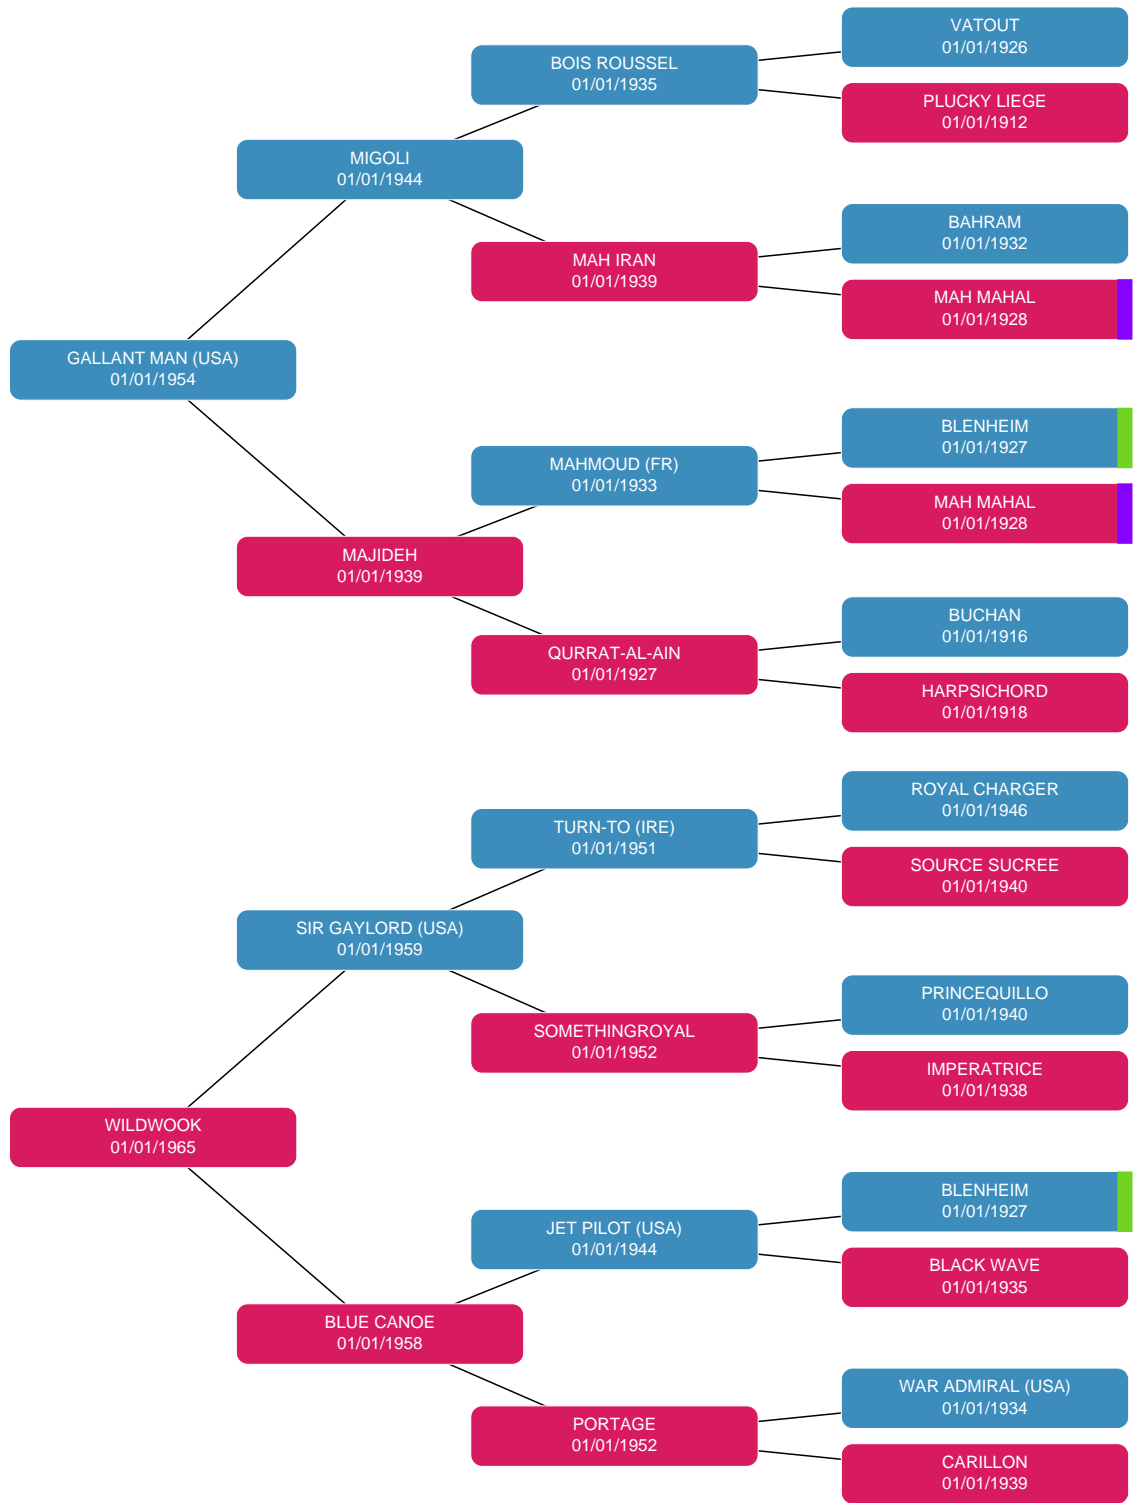 VATOUT
01/01/1926
BOIS ROUSSEL
01/01/1935
PLUCKY LIEGE
01/01/1912
MIGOLI
01/01/1944
BAHRAM
01/01/1932
MAH IRAN
01/01/1939
MAH MAHAL
01/01/1928
GALLANT MAN (USA)
01/01/1954
BLENHEIM
01/01/1927
MAHMOUD (FR)
01/01/1933
MAH MAHAL
01/01/1928
MAJIDEH
01/01/1939
BUCHAN
01/01/1916
QURRAT-AL-AIN
01/01/1927
HARPSICHORD
01/01/1918
ROYAL CHARGER
01/01/1946
TURN-TO (IRE)
01/01/1951
SOURCE SUCREE
01/01/1940
SIR GAYLORD (USA)
01/01/1959
PRINCEQUILLO
01/01/1940
SOMETHINGROYAL
01/01/1952
IMPERATRICE
01/01/1938
WILDWOOK
01/01/1965
BLENHEIM
01/01/1927
JET PILOT (USA)
01/01/1944
BLACK WAVE
01/01/1935
BLUE CANOE
01/01/1958
WAR ADMIRAL (USA)
01/01/1934
PORTAGE
01/01/1952
CARILLON
01/01/1939